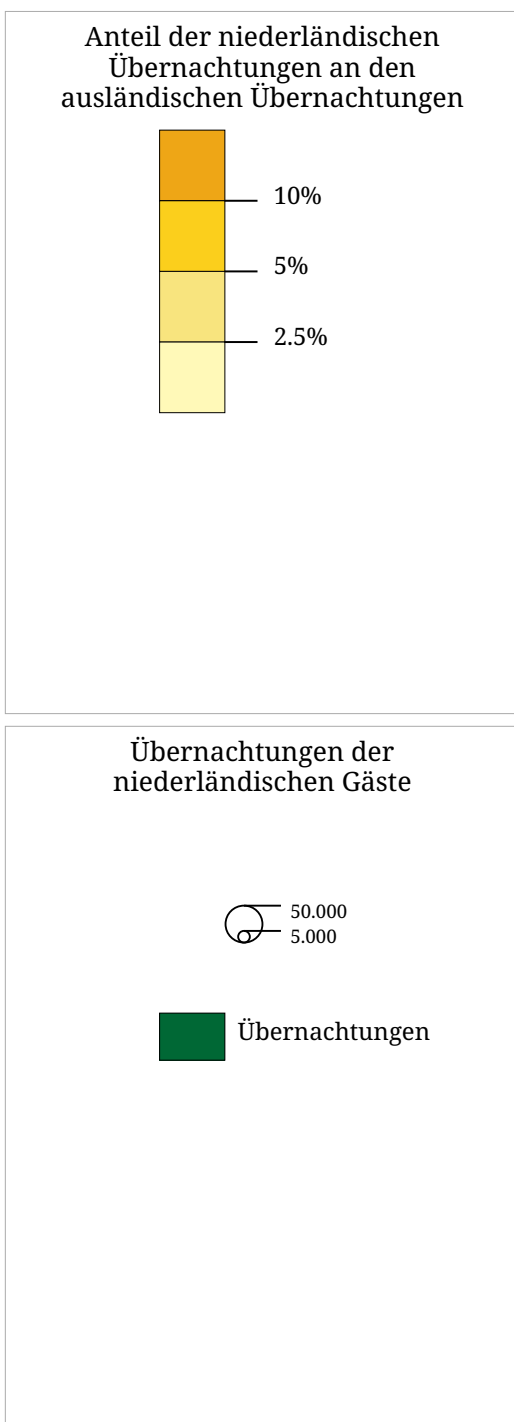 Anteil der niederländischen
Übernachtungen an den
ausländischen Übernachtungen
10%
5%
2.5%
Übernachtungen der
niederländischen Gäste
50.000
5.000
Übernachtungen